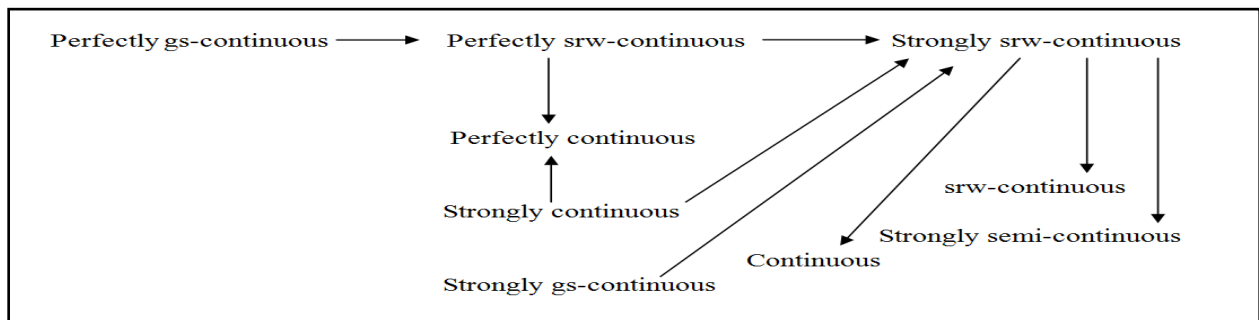 Perfectly gs-continuous
Perfectly srw-continuous
Strongly srw-continuous
Perfectly continuous
srw-continuous
Strongly continuous
Strongly semi-continuous
Continuous
Strongly gs-continuous